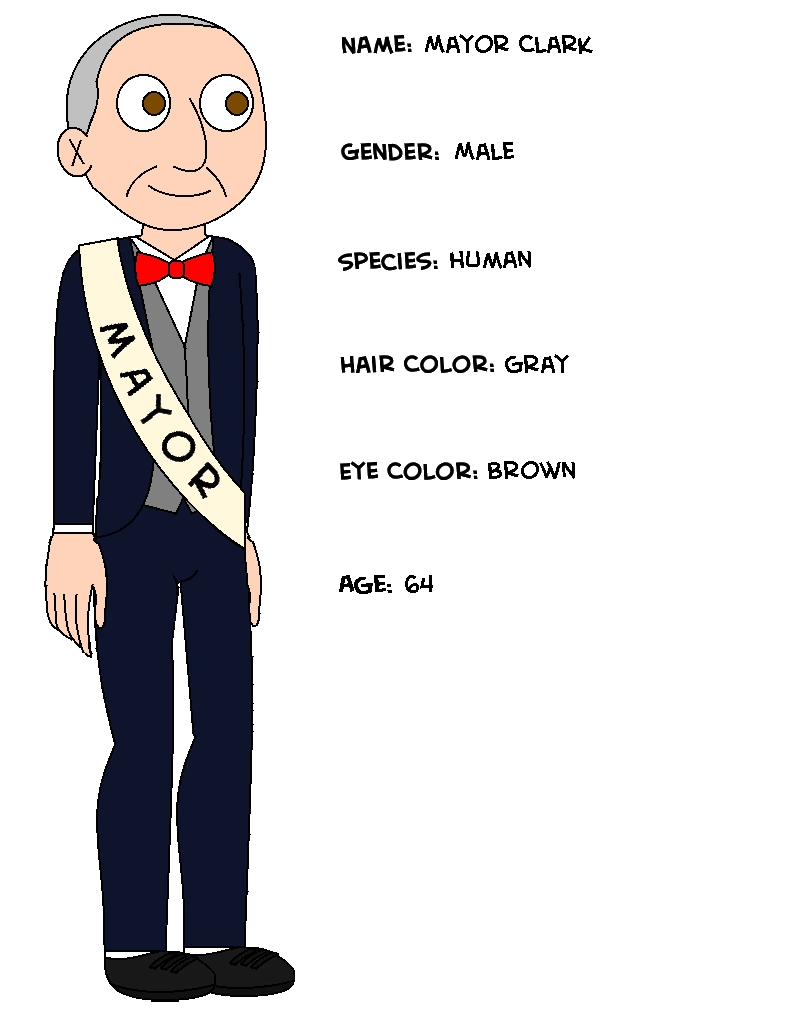 NAME: MAYOR CLARK
GENDER: MALE
SPECIES: HUMAN
MAYOR
HAIR COLOR: GRAY
EYE COLOR: BROWN
AGE: 64